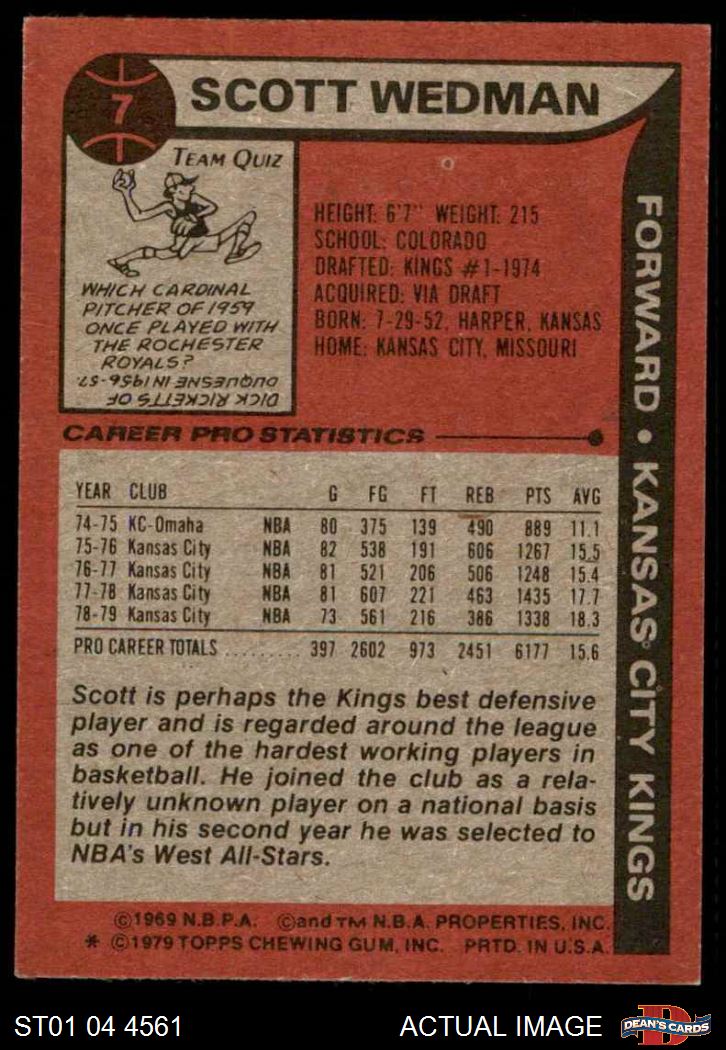 7
SCOTT WEDMAN
TEAM QUIZ
WHICH CARDINAL
PITCHER OF 1959
ONCE PLAYED WITH
THE ROCHESTER
ROYALS?
DICK RICKETTS OF
DUQUESNE IN 1956-57.
HEIGHT: 6'7" WEIGHT: 215
SCHOOL: COLORADO
DRAFTED: KINGS #1-1974
ACQUIRED: VIA DRAFT
BORN: 7-29-52, HARPER, KANSAS
HOME: KANSAS CITY, MISSOURI
FORWARD • KANSAS CITY KINGS
CAREER PRO STATISTICS
YEAR CLUB G FG FT REB PTS AVG
74-75 KC-Omaha NBA 80 375 139 490 889 11.1
75-76 Kansas City NBA 82 538 191 606 1267 15.5
76-77 Kansas City NBA 81 521 206 506 1248 15.4
77-78 Kansas City NBA 81 607 221 463 1435 17.7
78-79 Kansas City NBA 73 561 216 386 1338 18.3
PRO CAREER TOTALS ......... 397 2602 973 2451 6177 15.6
Scott is perhaps the Kings best defensive
player and is regarded around the league
as one of the hardest working players in
basketball. He joined the club as a rela-
tively unknown player on a national basis
but in his second year he was selected to
NBA's West All-Stars.
©1969 N.B.P.A. ©and TM N.B.A. PROPERTIES, INC.
* ©1979 TOPPS CHEWING GUM, INC. PRTD. IN U.S.A.
ST01 04 4561
ACTUAL IMAGE
D
DEAN'S CARDS